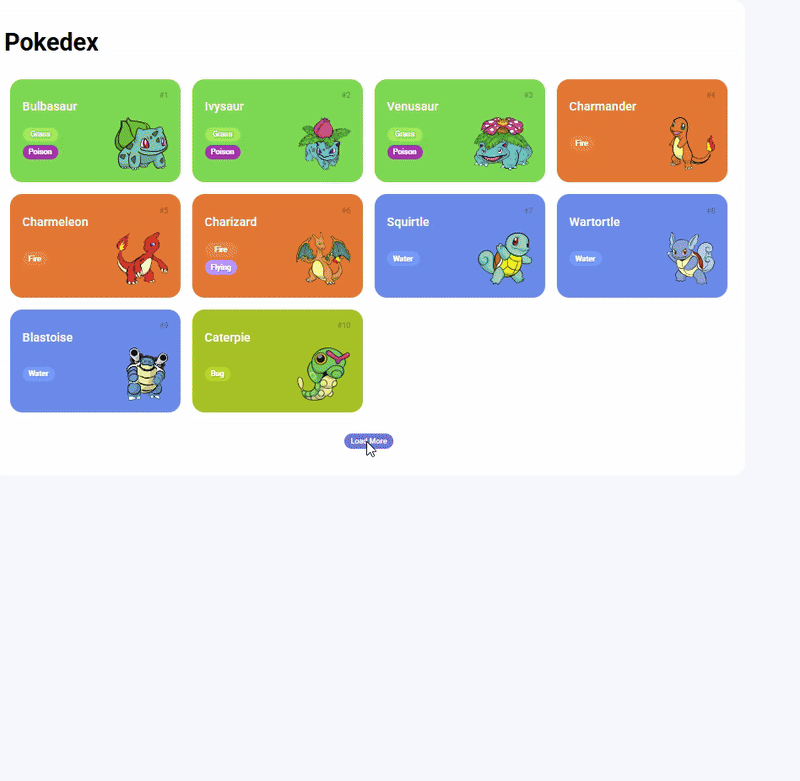 Pokedex
#1
Bulbasaur
Grass
Poison
#2
Ivysaur
Grass
Poison
#3
Venusaur
Grass
Poison
#4
Charmander
Fire
#5
Charmeleon
Fire
#6
Charizard
Fire
Flying
#7
Squirtle
Water
#8
Wartortle
Water
#9
Blastoise
Water
#10
Caterpie
Bug
Load More